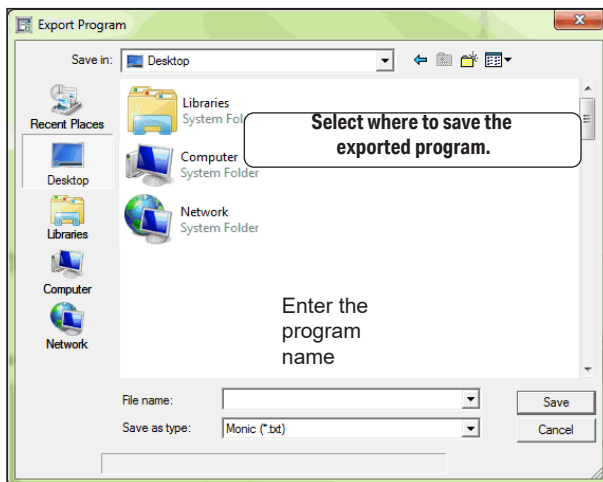 Export Program
Save in:
Desktop
Recent Places
Desktop
Libraries
Computer
Network
Libraries
System Fol
Select where to save the
exported program.
Computer
System Folder
Network
System Folder
Enter the
program
name
File name:
Save
Save as type:
Monic (*.txt)
Cancel